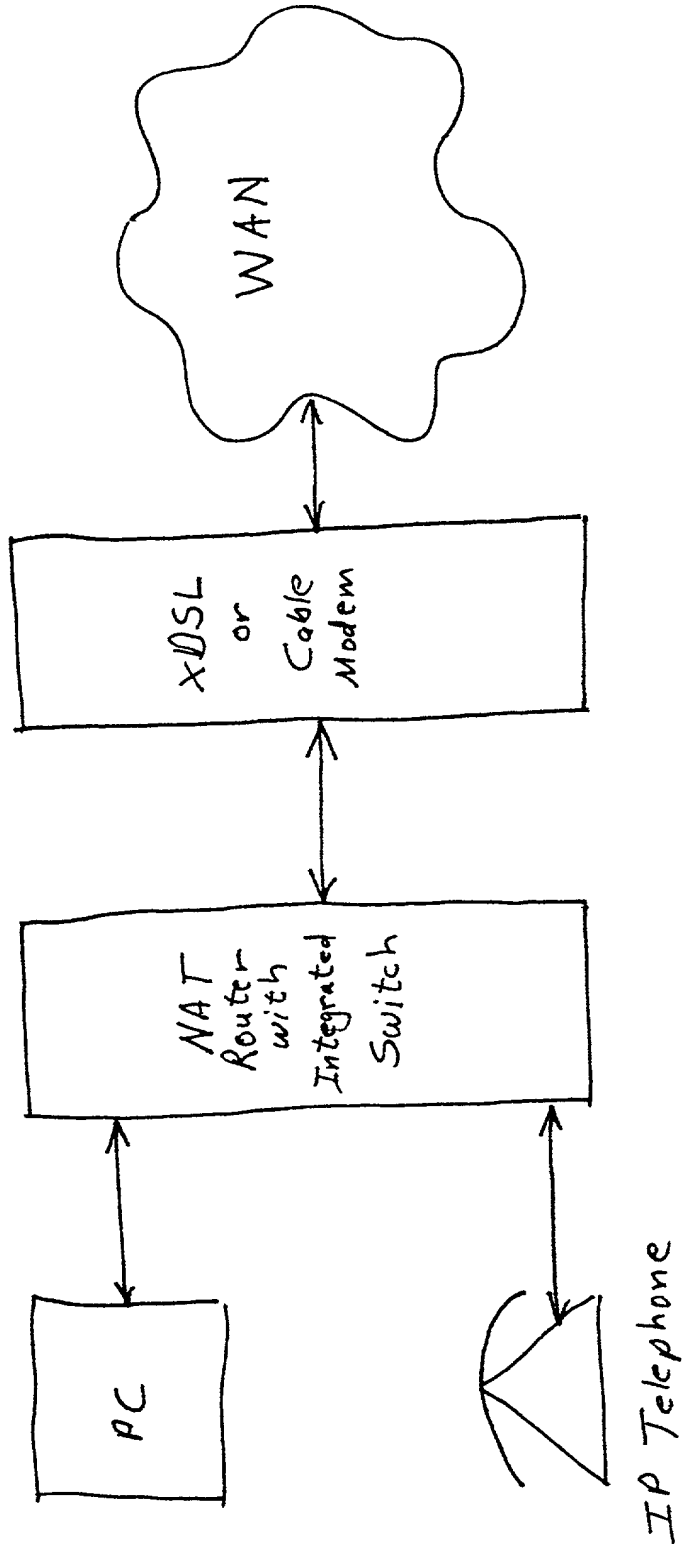 PC
IP Telephone
NAT
Router
with
Integrated
Switch
XDSL
or
Cable
Modem
WAN